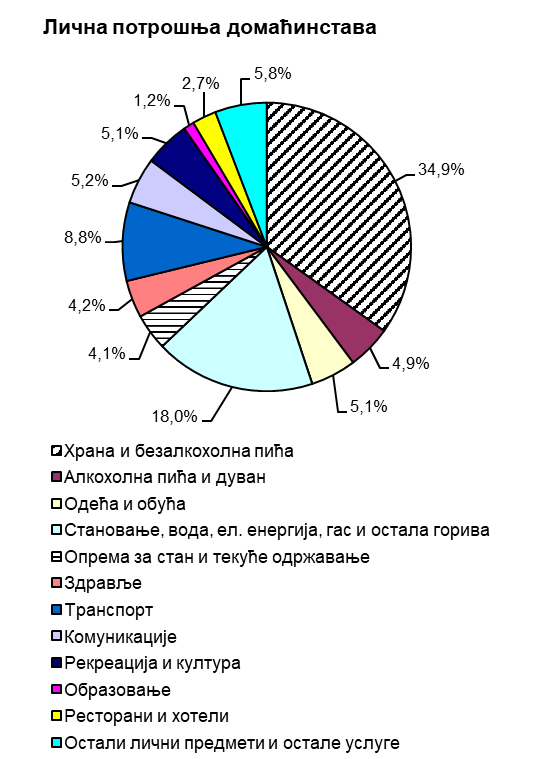 Лична потрошња домаћинстава
5,8%
2,7%
1,2%
5,1%
5,2%
8,8%
4,2%
4,1%
18,0%
5,1%
4,9%
34,9%
Храна и безалкохолна пића
Алкохолна пића и дуван
Одећа и обућа
Становање, вода, ел. енергија, гас и остала горива
Опрема за стан и текуће одржавање
Здравље
Транспорт
Комуникације
Рекреација и култура
Образовање
Ресторани и хотели
Остали лични предмети и остале услуге